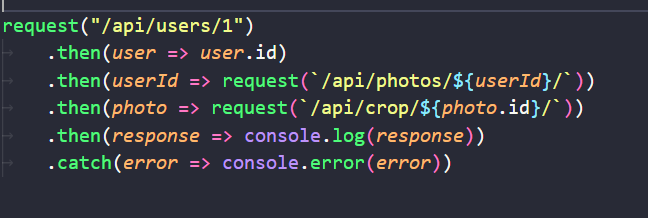 request("/api/users/1")
.then(user => user.id)
.then(userId => request(`/api/photos/${userId}/`))
.then(photo => request(`/api/crop/${photo.id}/`))
.then(response => console.log(response))
.catch(error => console.error(error))